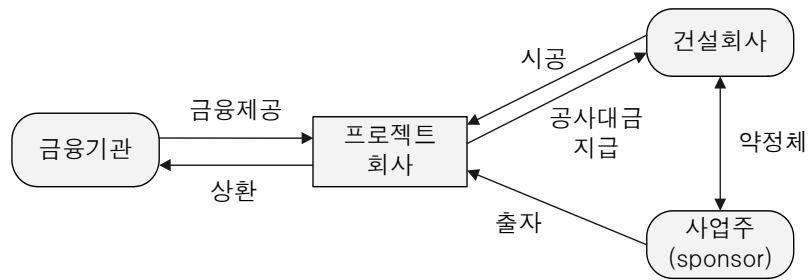 건설회사
시공
금융제공
공사대금
지급
프로젝트
회사
금융기관
약정체
상환
출자
사업주
(sponsor)